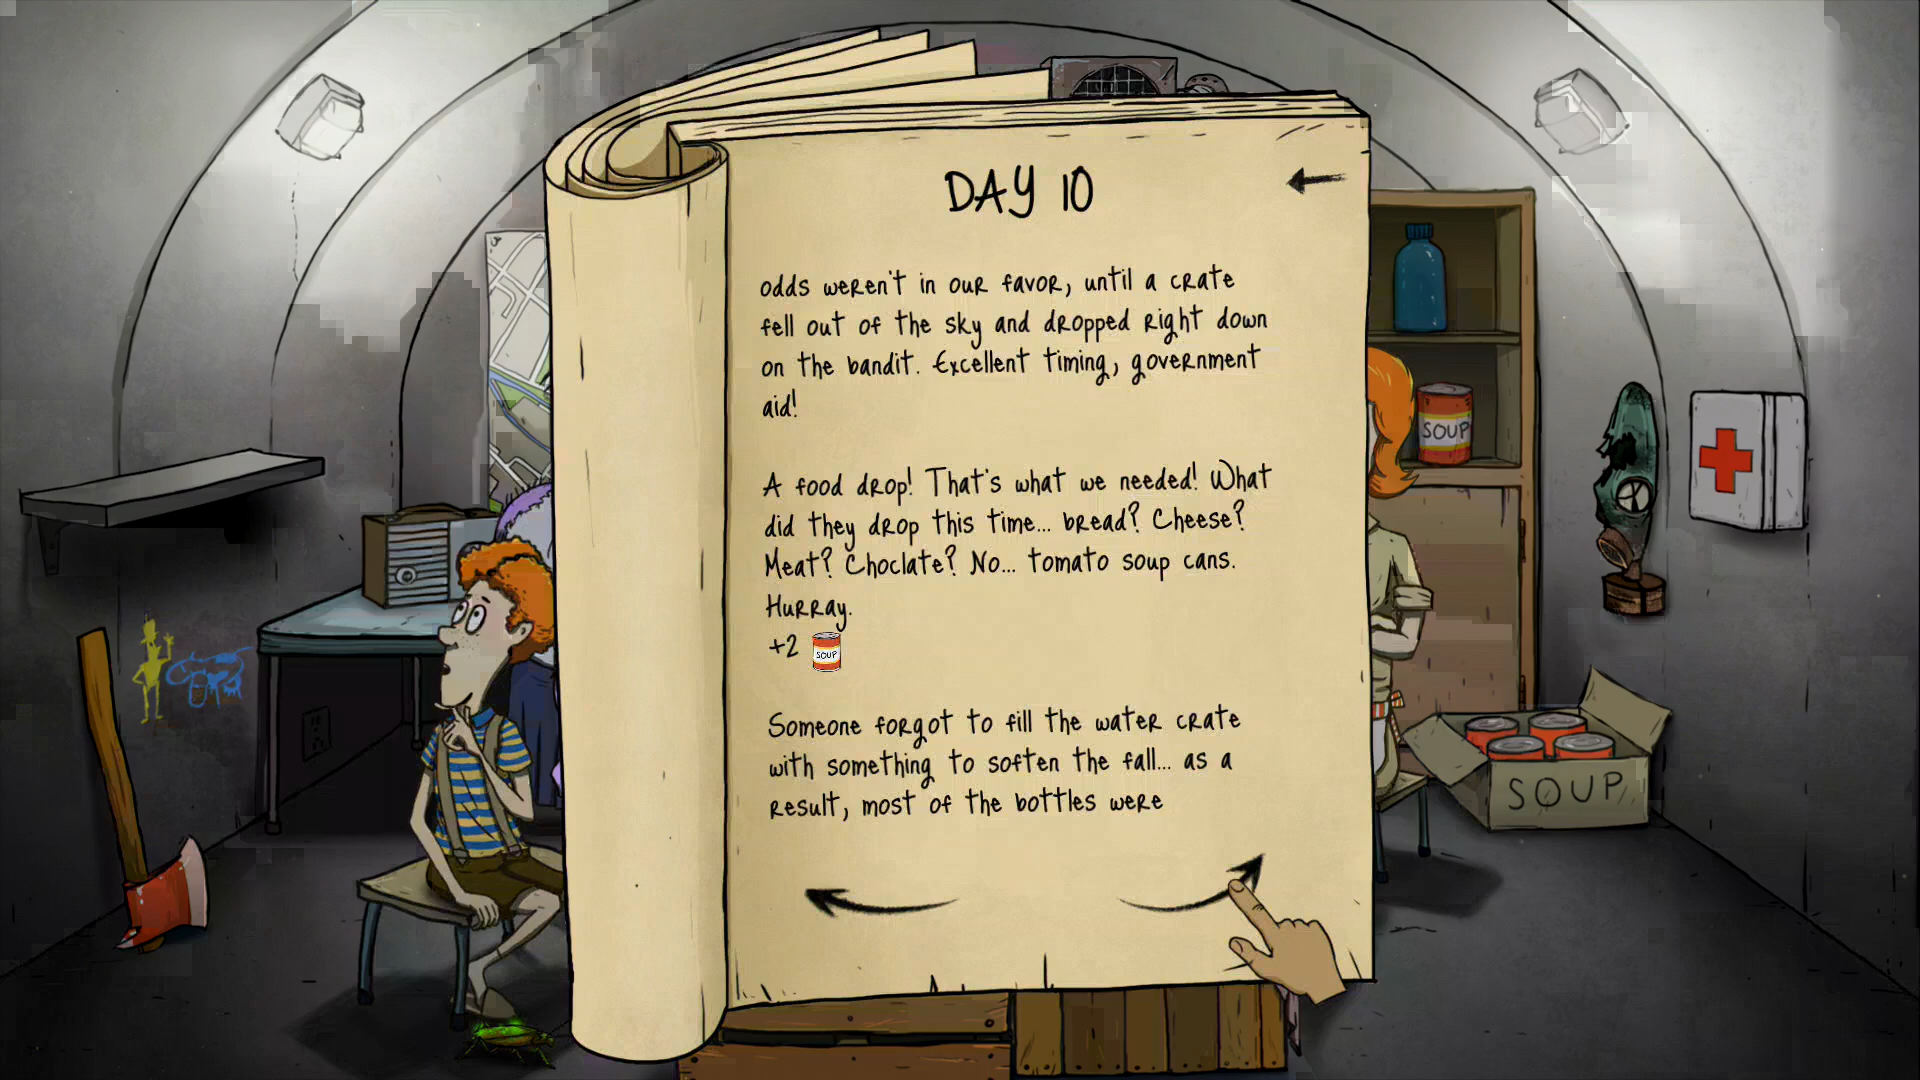 DAY 10
odds weren't in our favor, until a crate
fell out of the sky and dropped right down
on the bandit. Excellent timing, government
aid!
A food drop! That's what we needed! What
did they drop this time... bread? Cheese?
Meat? Choclate? No... tomato soup cans.
Hurray.
+2 SOUP
Someone forgot to fill the water crate
with something to soften the fall... as a
result, most of the bottles were
SOUP
SOUP